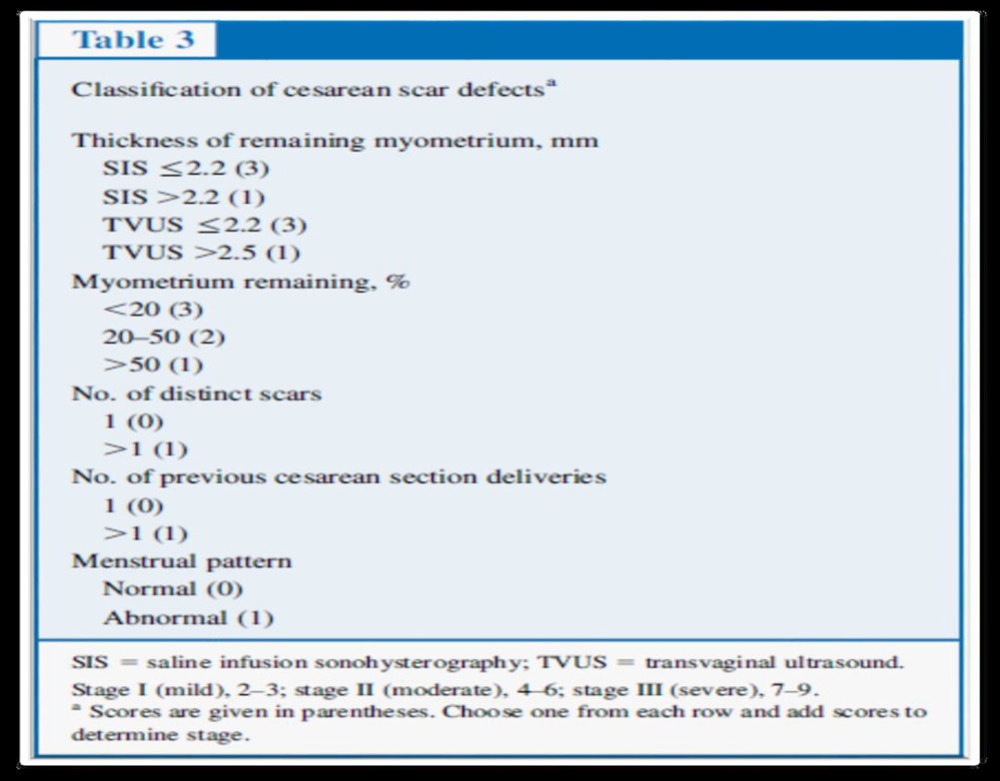 Table 3
Classification of cesarean scar defectsª
Thickness of remaining myometrium, mm
SIS ≤2.2 (3)
SIS >2.2 (1)
TVUS ≤2.2 (3)
TVUS >2.5 (1)
Myometrium remaining, %
<20 (3)
20–50 (2)
>50 (1)
No. of distinct scars
1 (0)
>1 (1)
No. of previous cesarean section deliveries
1 (0)
>1 (1)
Menstrual pattern
Normal (0)
Abnormal (1)
SIS = saline infusion sonohysterography; TVUS = transvaginal ultrasound.
Stage I (mild), 2–3; stage II (moderate), 4–6; stage III (severe), 7–9.
ª Scores are given in parentheses. Choose one from each row and add scores to
determine stage.